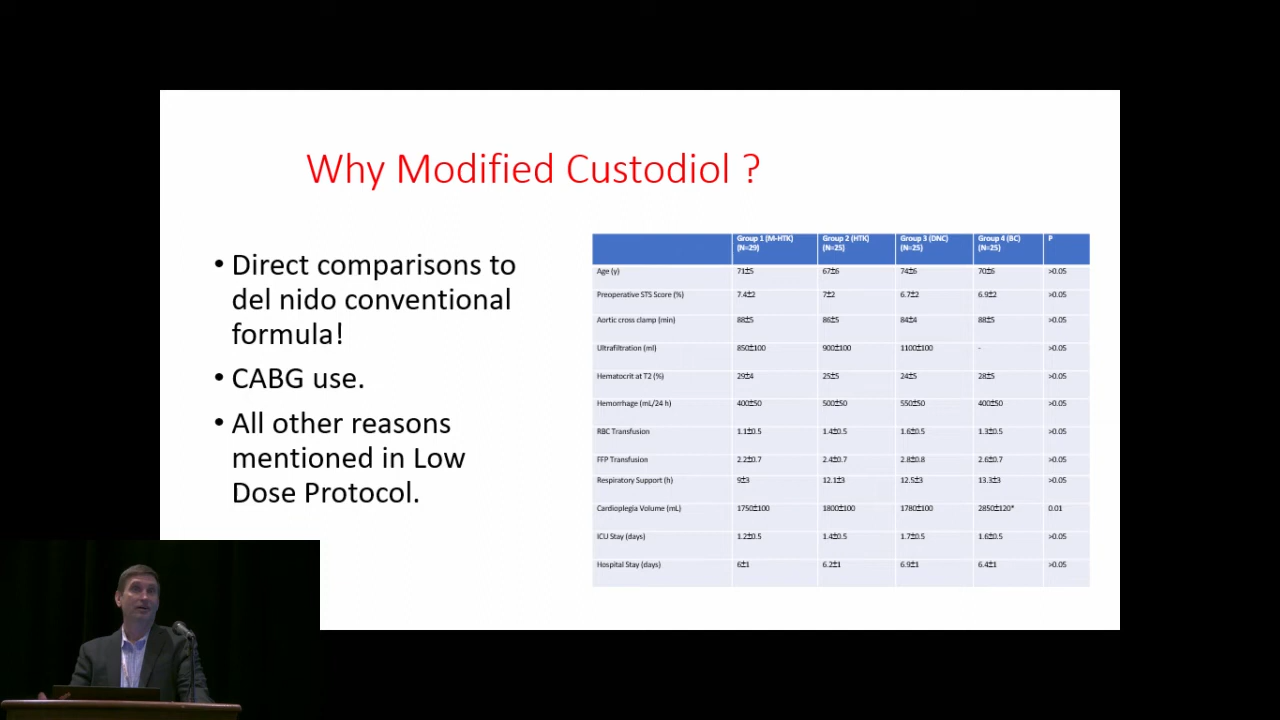 Why Modified Custodiol ?
• Direct comparisons to
del nido conventional
formula!
• CABG use.
• All other reasons
mentioned in Low
Dose Protocol.
Group 1 (M-HTK) (N=29) Group 2 (HTK) (N=25) Group 3 (DNC) (N=25) Group 4 (BC) (N=25) P
Age (y) 71±5 67±6 74±6 70±6 >0.05
Preoperative STS Score (%) 7.4±2 7±2 6.7±2 6.9±2 >0.05
Aortic cross clamp (min) 88±5 86±5 84±4 88±5 >0.05
Ultrafiltration (ml) 850±100 900±100 1100±100 - >0.05
Hematocrit at T2 (%) 29±4 25±5 24±5 28±5 >0.05
Hemorrhage (mL/24 h) 400±50 500±50 550±50 400±50 >0.05
RBC Transfusion 1.1±0.5 1.4±0.5 1.6±0.5 1.3±0.5 >0.05
FFP Transfusion 2.2±0.7 2.4±0.7 2.8±0.8 2.6±0.7 >0.05
Respiratory Support (h) 9±3 12.1±3 12.5±3 13.3±3 >0.05
Cardioplegia Volume (mL) 1750±100 1800±100 1780±100 2850±120* 0.01
ICU Stay (days) 1.2±0.5 1.4±0.5 1.7±0.5 1.6±0.5 >0.05
Hospital Stay (days) 6±1 6.2±1 6.9±1 6.4±1 >0.05